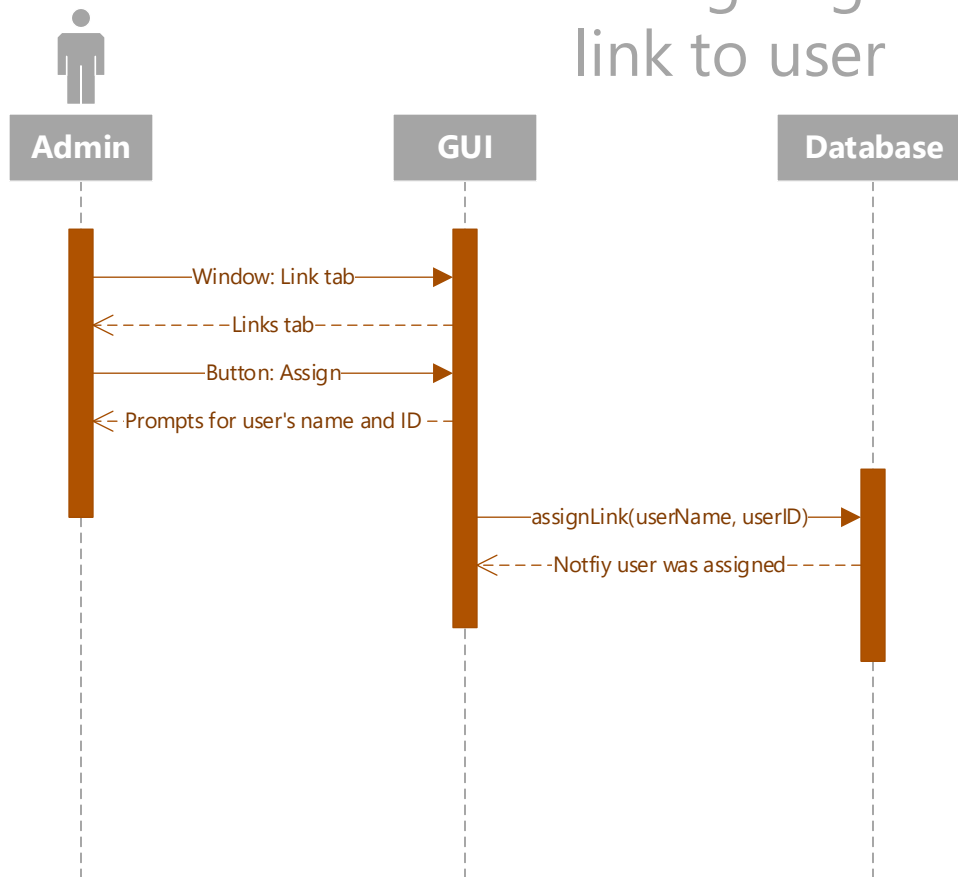 link to user
Admin
GUI
Database
Window: Link tab
Links tab
Button: Assign
Prompts for user's name and ID
assignLink(userName, userID)
Notfiy user was assigned